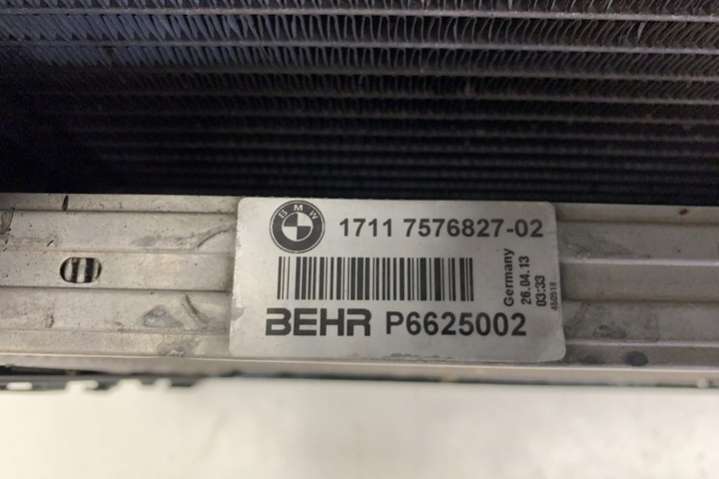 BMW
1711 7576827-02
BEHR P6625002
Germany
26.04.13
03:33